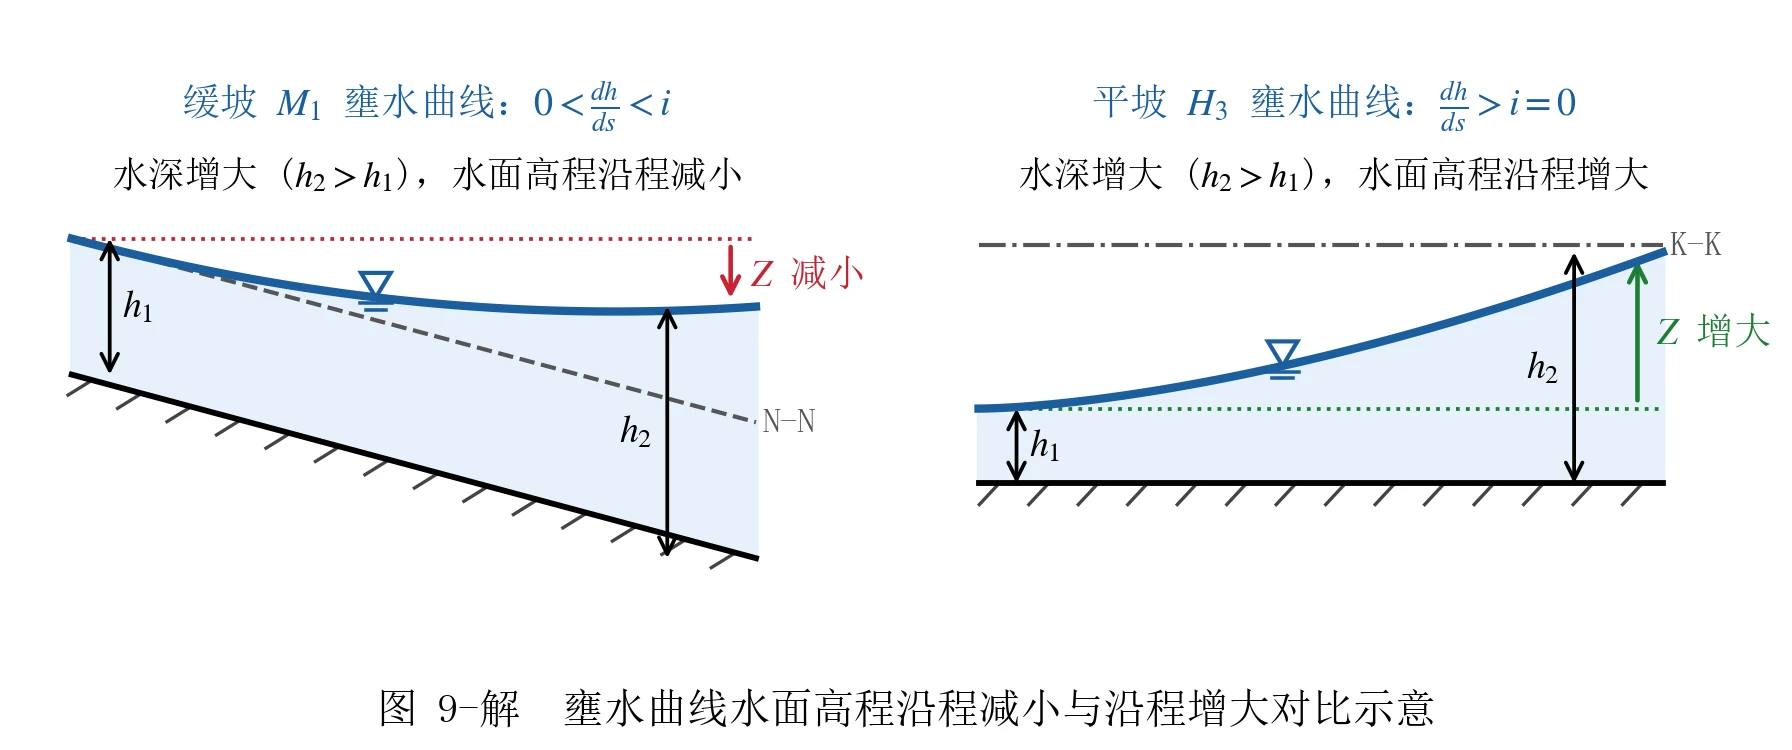 缓坡 M₁ 壅水曲线：0 < dh/ds < i
水深增大（h₂ > h₁），水面高程沿程减小
Z 减小
h₁
h₂
N—N
平坡 H₃ 壅水曲线：dh/ds > i = 0
水深增大（h₂ > h₁），水面高程沿程增大
K—K
Z 增大
h₂
h₁
图 9-解 壅水曲线水面高程沿程减小与沿程增大对比示意